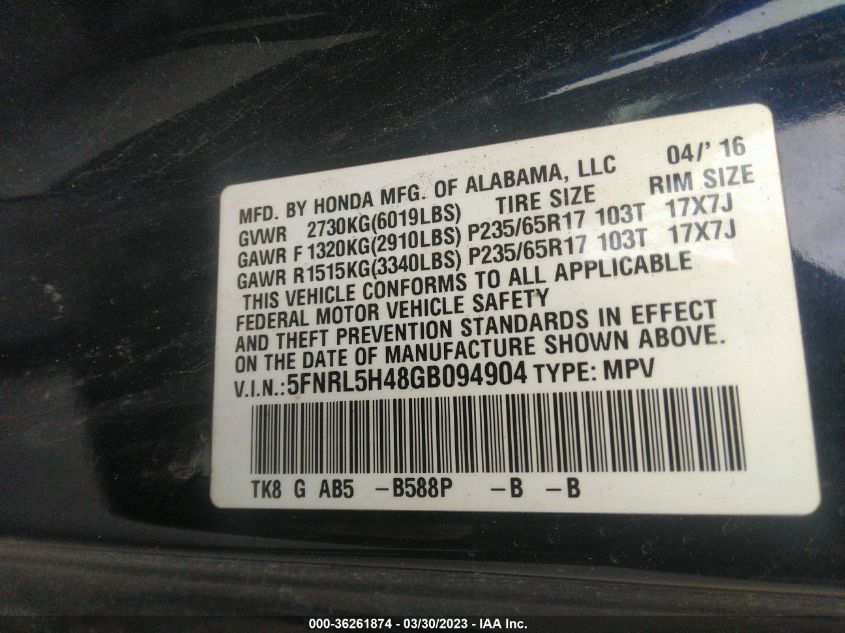 MFD. BY HONDA MFG. OF ALABAMA, LLC 04/' 16
GVWR 2730KG(6019LBS) TIRE SIZE RIM SIZE
GAWR F 1320KG(2910LBS) P235/65R17 103T 17X7J
GAWR R1515KG(3340LBS) P235/65R17 103T 17X7J
THIS VEHICLE CONFORMS TO ALL APPLICABLE
FEDERAL MOTOR VEHICLE SAFETY
AND THEFT PREVENTION STANDARDS IN EFFECT
ON THE DATE OF MANUFACTURE SHOWN ABOVE.
V.I.N.:5FNRL5H48GB094904 TYPE: MPV
TK8 G AB5 -B588P -B -B
000-36261874 - 03/30/2023 - IAA Inc.